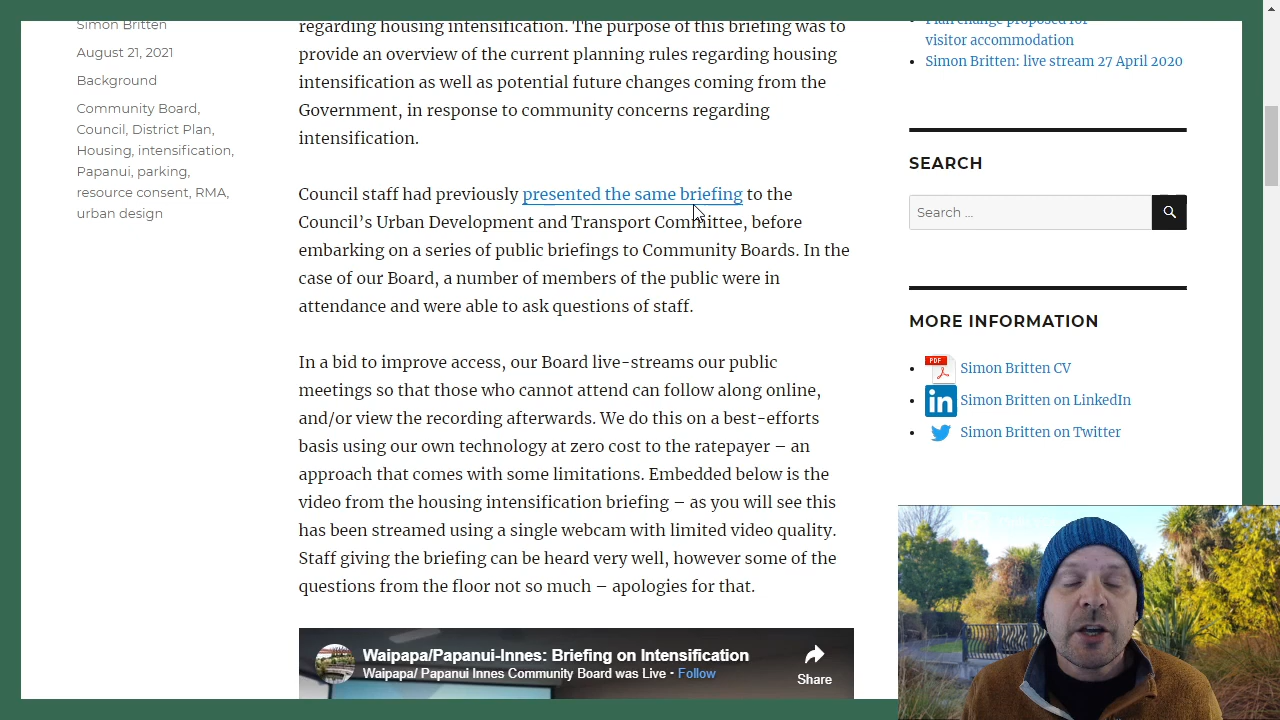 Simon Britten
August 21, 2021
Background
Community Board,
Council, District Plan,
Housing, intensification,
Papanui, parking,
resource consent, RMA,
urban design
regarding housing intensification. The purpose of this briefing was to
provide an overview of the current planning rules regarding housing
intensification as well as potential future changes coming from the
Government, in response to community concerns regarding
intensification.
Council staff had previously presented the same briefing to the
Council’s Urban Development and Transport Committee, before
embarking on a series of public briefings to Community Boards. In the
case of our Board, a number of members of the public were in
attendance and were able to ask questions of staff.
In a bid to improve access, our Board live-streams our public
meetings so that those who cannot attend can follow along online,
and/or view the recording afterwards. We do this on a best-efforts
basis using our own technology at zero cost to the ratepayer – an
approach that comes with some limitations. Embedded below is the
video from the housing intensification briefing – as you will see this
has been streamed using a single webcam with limited video quality.
Staff giving the briefing can be heard very well, however some of the
questions from the floor not so much – apologies for that.
Waipapa/Papanui-Innes: Briefing on Intensification
Waipapa/ Papanui Innes Community Board was Live · Follow
Share
Plan change proposed for
visitor accommodation
Simon Britten: live stream 27 April 2020
SEARCH
Search …
MORE INFORMATION
PDF
Simon Britten CV
in
Simon Britten on LinkedIn
Simon Britten on Twitter